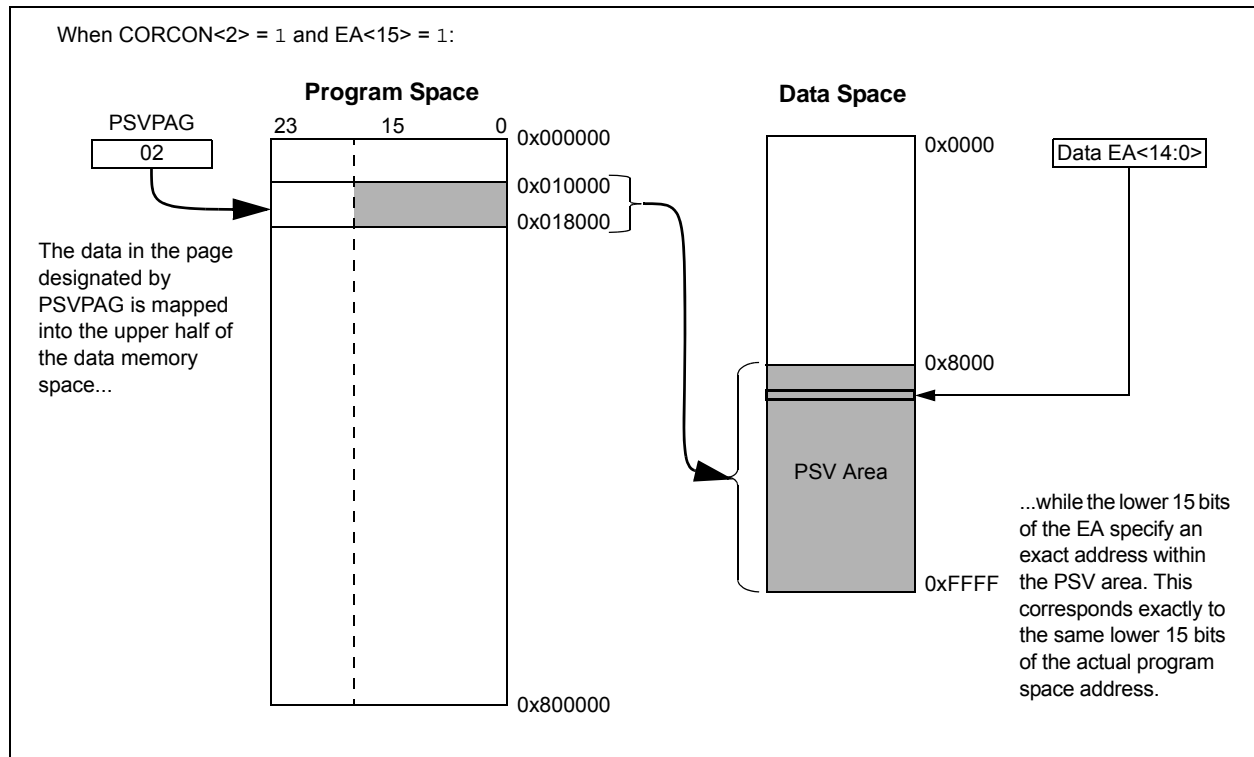 When CORCON<2> = 1 and EA<15> = 1:
Program Space
Data Space
PSVPAG
02
23
15
0
0x000000
0x010000
0x018000
0x800000
The data in the page
designated by
PSVPAG is mapped
into the upper half of
the data memory
space...
0x0000
Data EA<14:0>
0x8000
PSV Area
0xFFFF
...while the lower 15 bits
of the EA specify an
exact address within
the PSV area. This
corresponds exactly to
the same lower 15 bits
of the actual program
space address.